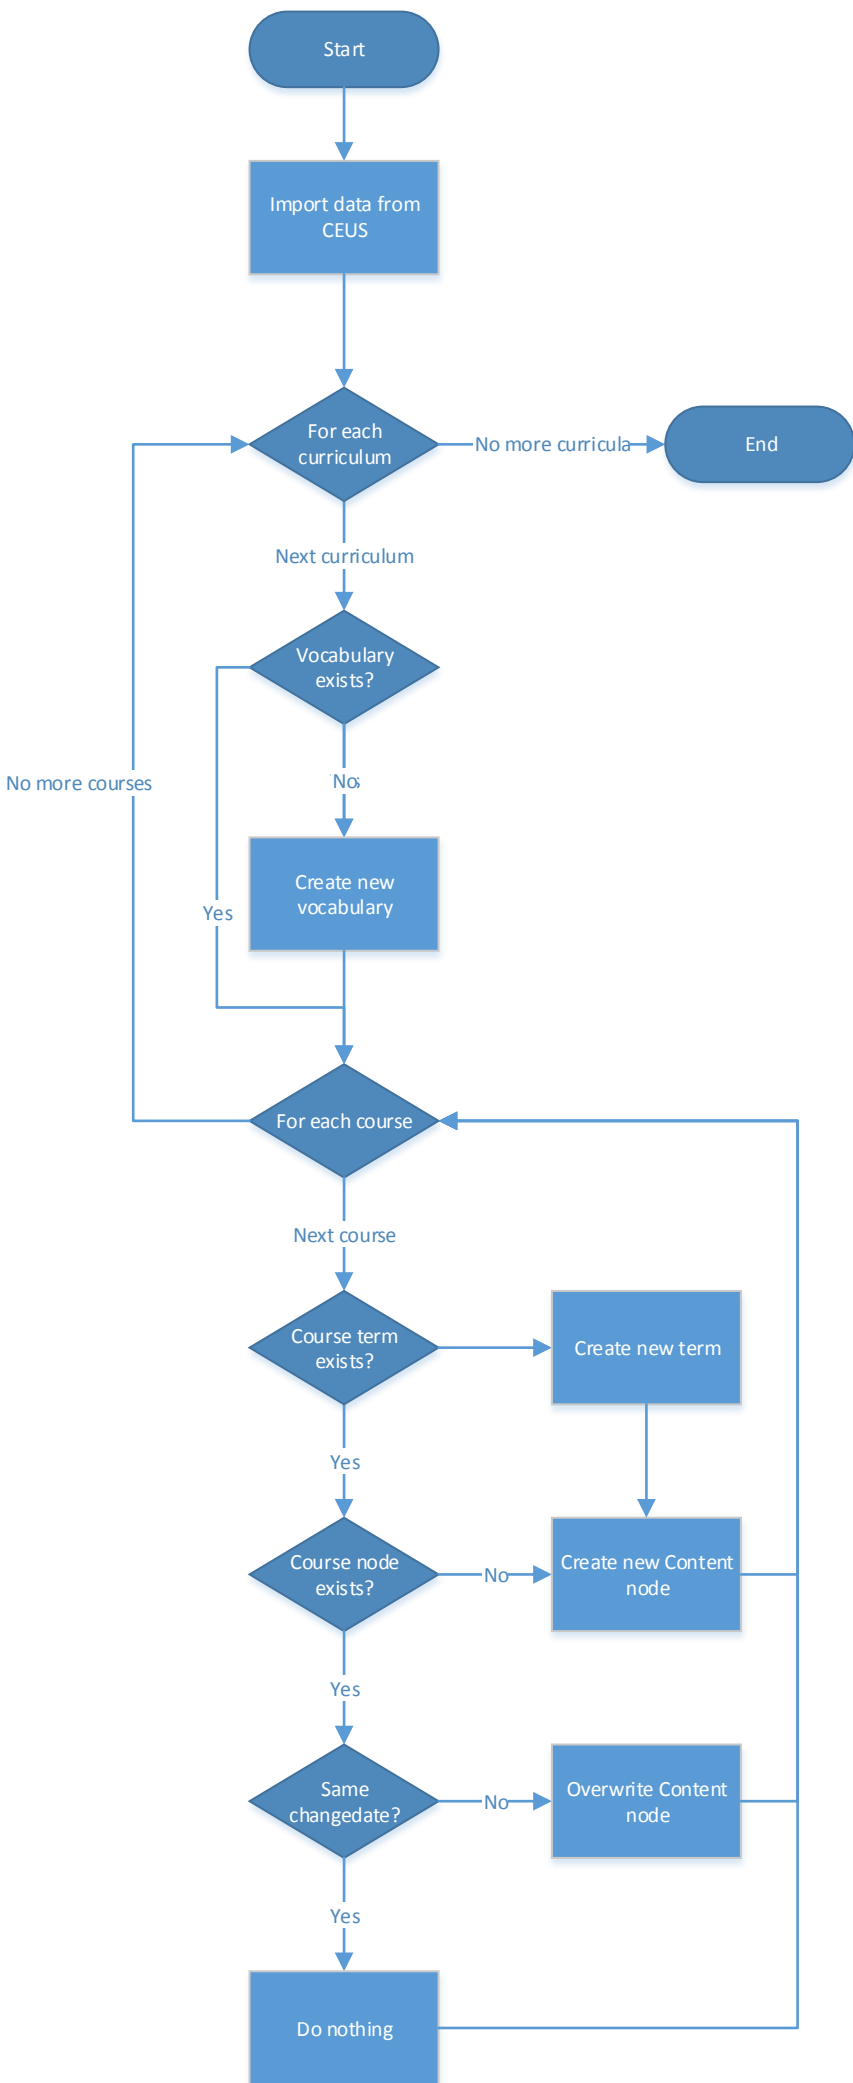 Start
Import data from
CEUS
For each
curriculum
No more curricula
End
Next curriculum
Vocabulary
exists?
No more courses
No
Create new
vocabulary
Yes
For each course
Next course
Course term
exists?
Create new term
Yes
Course node
exists?
No
Create new Content
node
Yes
Same
changedate?
No
Overwrite Content
node
Yes
Do nothing